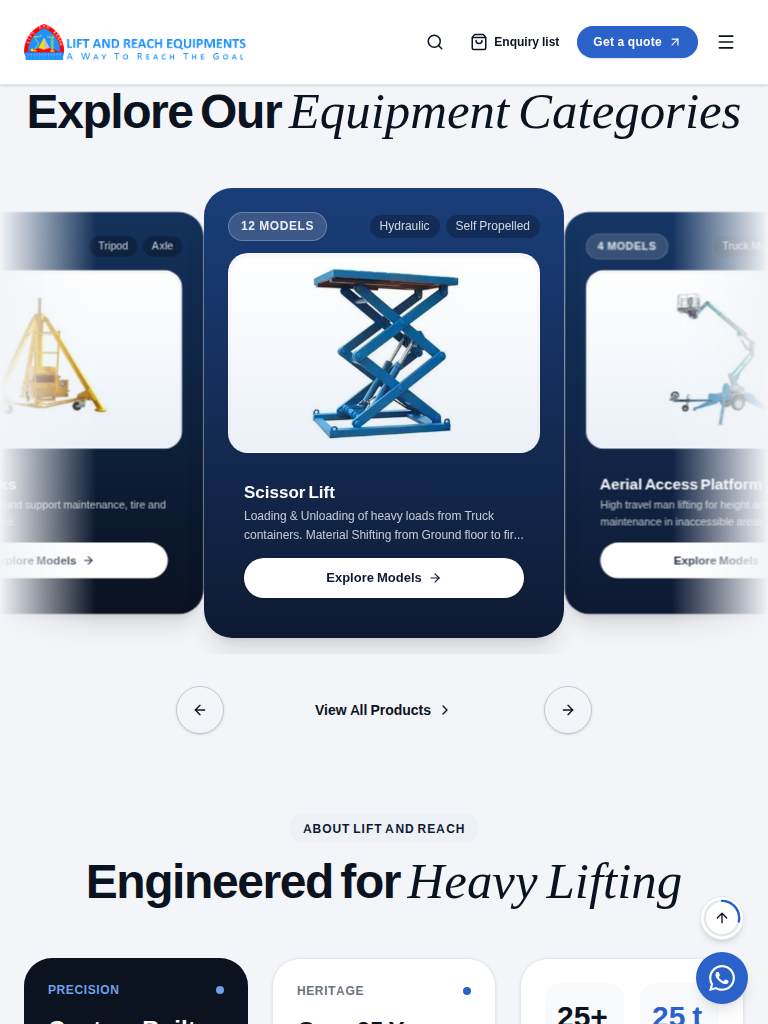 LIFT AND REACH EQUIPMENTS
A Way To Reach The Goal
Enquiry list
Get a quote
Explore Our Equipment Categories
Tripod
Axle
and support maintenance, tire and
Explore Models
12 MODELS
Hydraulic
Self Propelled
Scissor Lift
Loading & Unloading of heavy loads from Truck
containers. Material Shifting from Ground floor to fir...
Explore Models
4 MODELS
Truck
Aerial Access Platform
High travel man lifting for height
maintenance in inaccessible areas
Explore Models
View All Products
ABOUT LIFT AND REACH
Engineered for Heavy Lifting
PRECISION
HERITAGE
25+
25 t